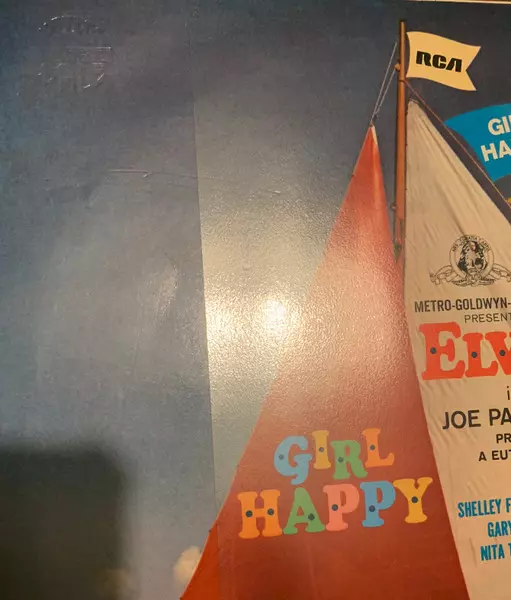 RCA
GI
HA
METRO-GOLDWYN-
PRESENT
ELV
i
JOE PA
PR
A EUT
GIRL
HAPPY
SHELLEY F
GARY
NITA T